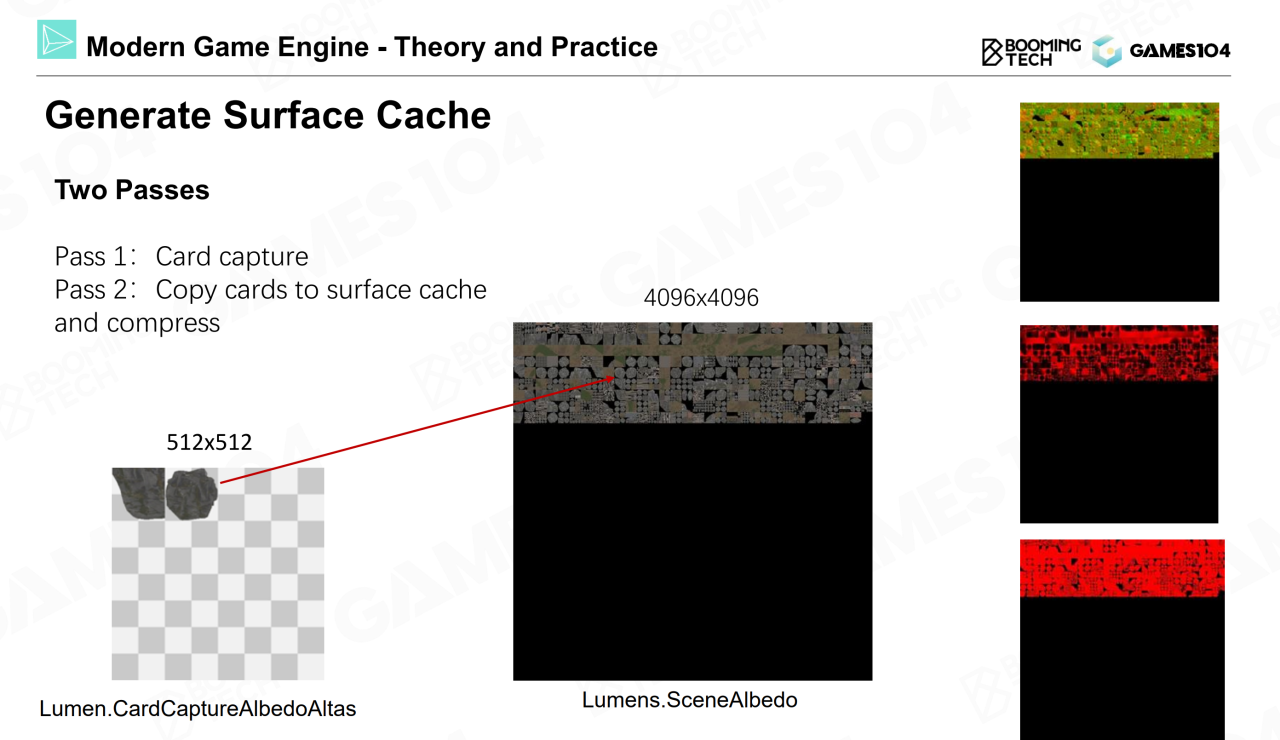 Modern Game Engine - Theory and Practice
BOOMING
TECH
GAMES104
Generate Surface Cache
Two Passes
Pass 1： Card capture
Pass 2： Copy cards to surface cache
and compress
4096x4096
512x512
Lumen.CardCaptureAlbedoAltas
Lumens.SceneAlbedo